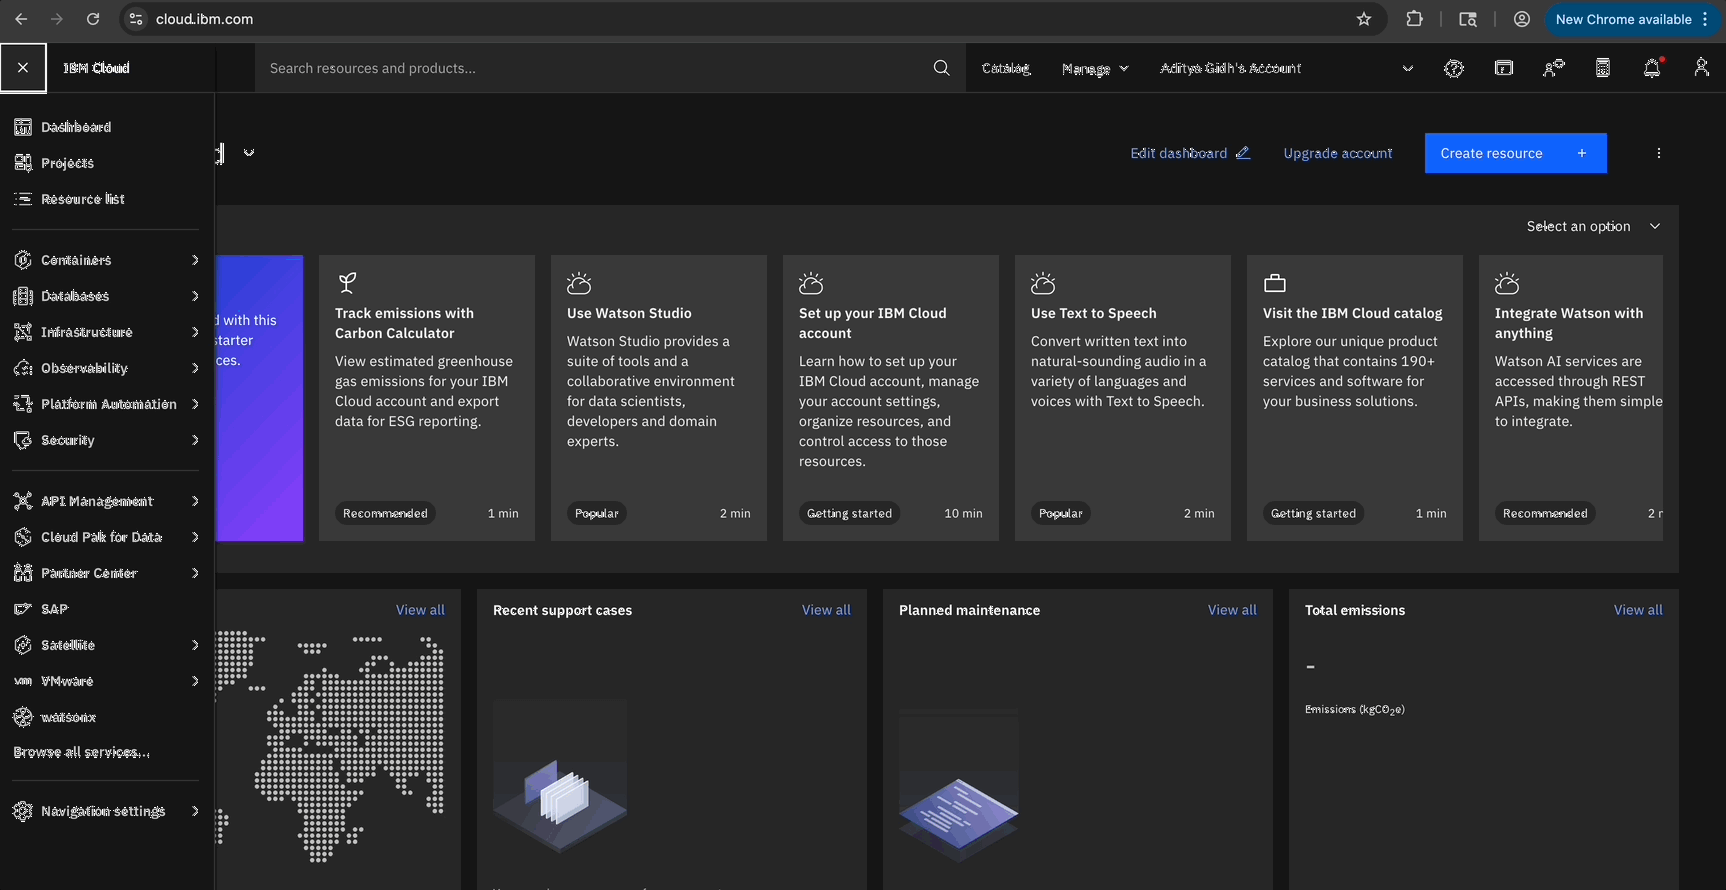 cloud.ibm.com
New Chrome available
IBM Cloud
Search resources and products...
Catalog
Manage
Aditya Gidh's Account
Dashboard
Projects
Resource list
Containers
Databases
Infrastructure
Observability
Platform Automation
Security
API Management
Cloud Pak for Data
Partner Center
SAP
Satellite
VMware
watsonx
Browse all services...
Navigation settings
Edit dashboard
Upgrade account
Create resource +
Select an option
d with this
starter
ces.
Track emissions with
Carbon Calculator
View estimated greenhouse
gas emissions for your IBM
Cloud account and export
data for ESG reporting.
Recommended
1 min
Use Watson Studio
Watson Studio provides a
suite of tools and a
collaborative environment
for data scientists,
developers and domain
experts.
Popular
2 min
Set up your IBM Cloud
account
Learn how to set up your
IBM Cloud account, manage
your account settings,
organize resources, and
control access to those
resources.
Getting started
10 min
Use Text to Speech
Convert written text into
natural-sounding audio in a
variety of languages and
voices with Text to Speech.
Popular
2 min
Visit the IBM Cloud catalog
Explore our unique product
catalog that contains 190+
services and software for
your business solutions.
Getting started
1 min
Integrate Watson with
anything
Watson AI services are
accessed through REST
APIs, making them simple
to integrate.
Recommended
2 m
View all
Recent support cases
View all
Planned maintenance
View all
Total emissions
View all
-
Emissions (kgCO2e)